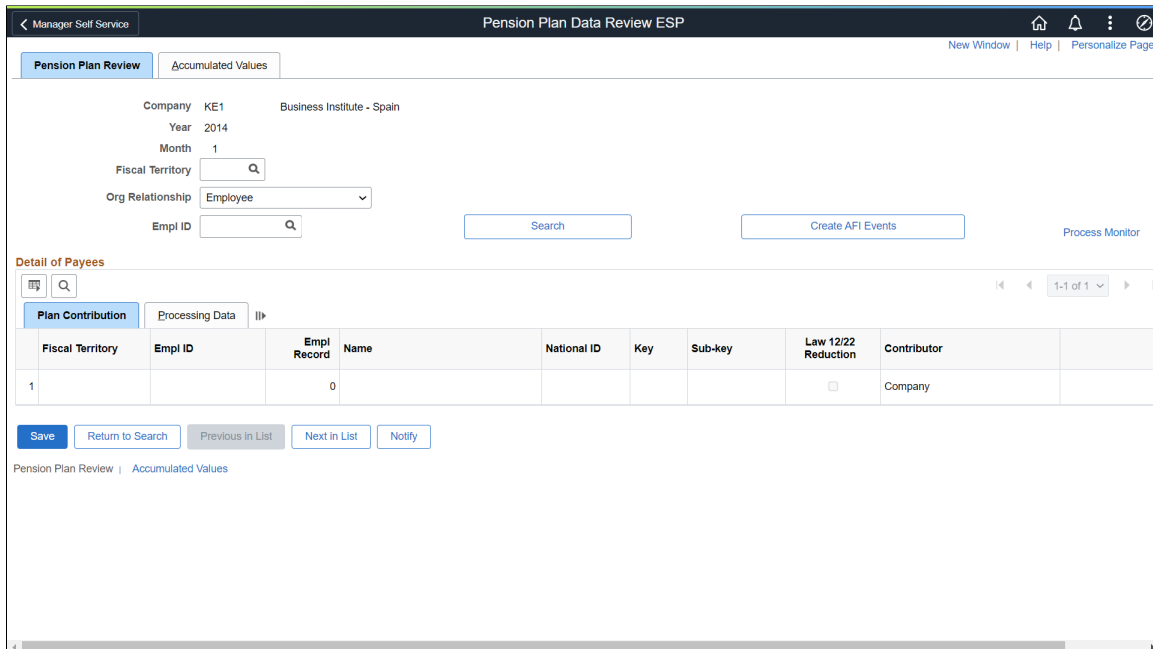 Manager Self Service
Pension Plan Data Review ESP
New Window | Help | Personalize Page
Pension Plan Review
Accumulated Values
Company KE1 Business Institute - Spain
Year 2014
Month 1
Fiscal Territory
Org Relationship Employee
Empl ID
Search
Create AFI Events
Process Monitor
Detail of Payees
1-1 of 1
Plan Contribution
Processing Data
Fiscal Territory Empl ID Empl Record Name National ID Key Sub-key Law 12/22 Reduction Contributor
1 0 Company
Save Return to Search Previous in List Next in List Notify
Pension Plan Review | Accumulated Values